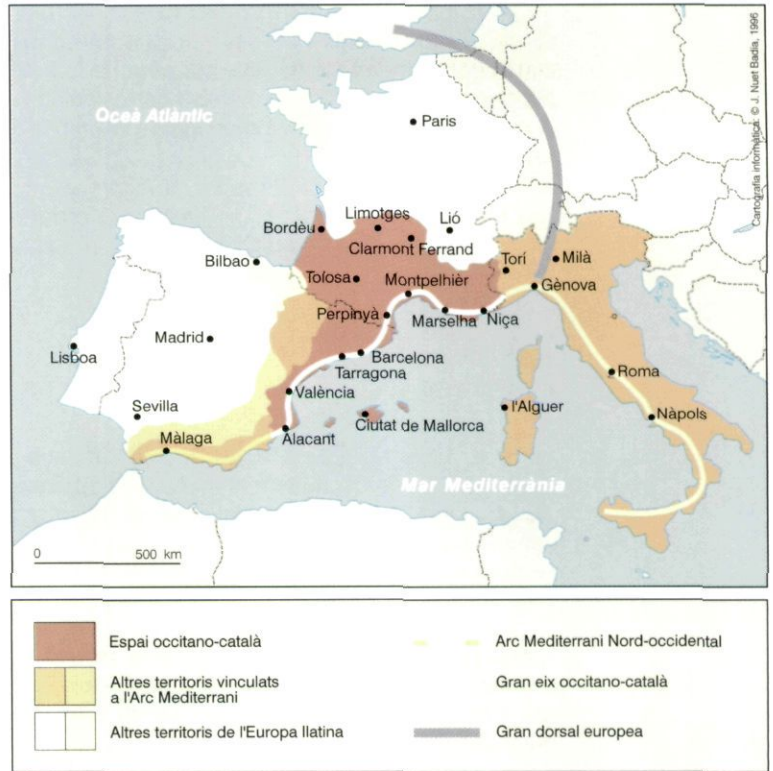 Cartografia informàtica: © J. Nuet Badia, 1996
Oceà Atlàntic
Paris
Bordèu
Limotges
Lió
Clarmont Ferrand
Bilbao
Torí
Milà
Tolosa
Montpelhièr
Gènova
Perpinyà
Marselha
Niça
Madrid
Lisboa
Barcelona
Tarragona
Roma
València
Sevilla
l'Alguer
Nàpols
Màlaga
Alacant
Ciutat de Mallorca
Mar Mediterrània
0 500 km
Espai occitano-català
Arc Mediterrani Nord-occidental
Altres territoris vinculats
a l'Arc Mediterrani
Gran eix occitano-català
Altres territoris de l'Europa llatina
Gran dorsal europea